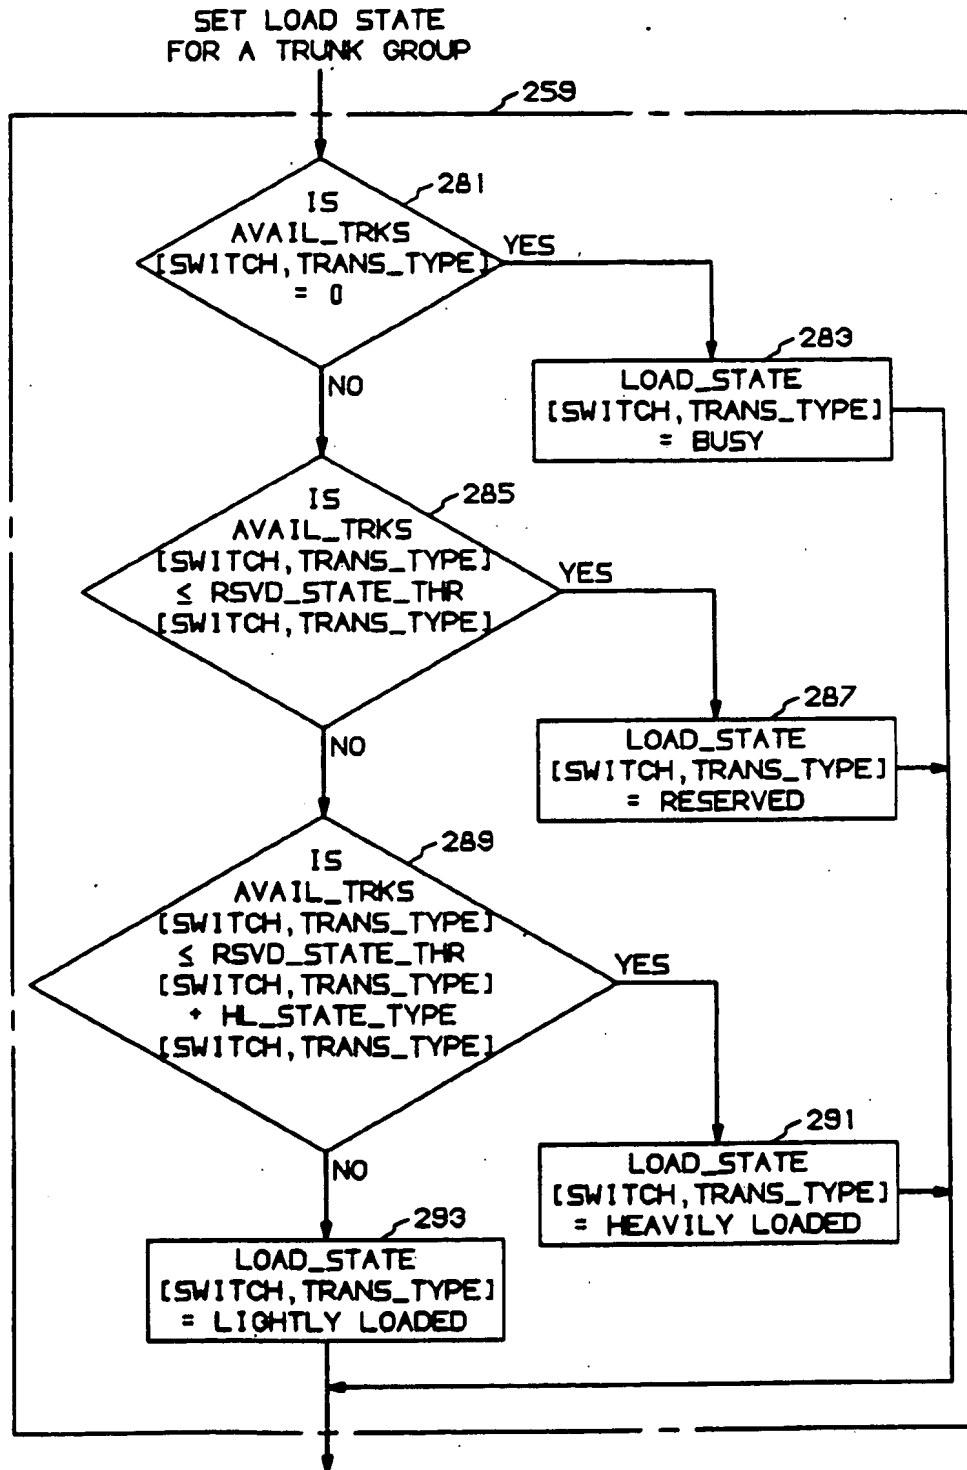 SET LOAD STATE
FOR A TRUNK GROUP
259
281
IS
AVAIL_TRKS
[SWITCH,TRANS_TYPE]
= 0
YES
NO
283
LOAD_STATE
[SWITCH,TRANS_TYPE]
= BUSY
285
IS
AVAIL_TRKS
[SWITCH,TRANS_TYPE]
≤ RSVD_STATE_THR
[SWITCH,TRANS_TYPE]
YES
NO
287
LOAD_STATE
[SWITCH,TRANS_TYPE]
= RESERVED
289
IS
AVAIL_TRKS
[SWITCH,TRANS_TYPE]
≤ RSVD_STATE_THR
[SWITCH,TRANS_TYPE]
+ HL_STATE_TYPE
[SWITCH,TRANS_TYPE]
YES
NO
291
LOAD_STATE
[SWITCH,TRANS_TYPE]
= HEAVILY LOADED
293
LOAD_STATE
[SWITCH,TRANS_TYPE]
= LIGHTLY LOADED